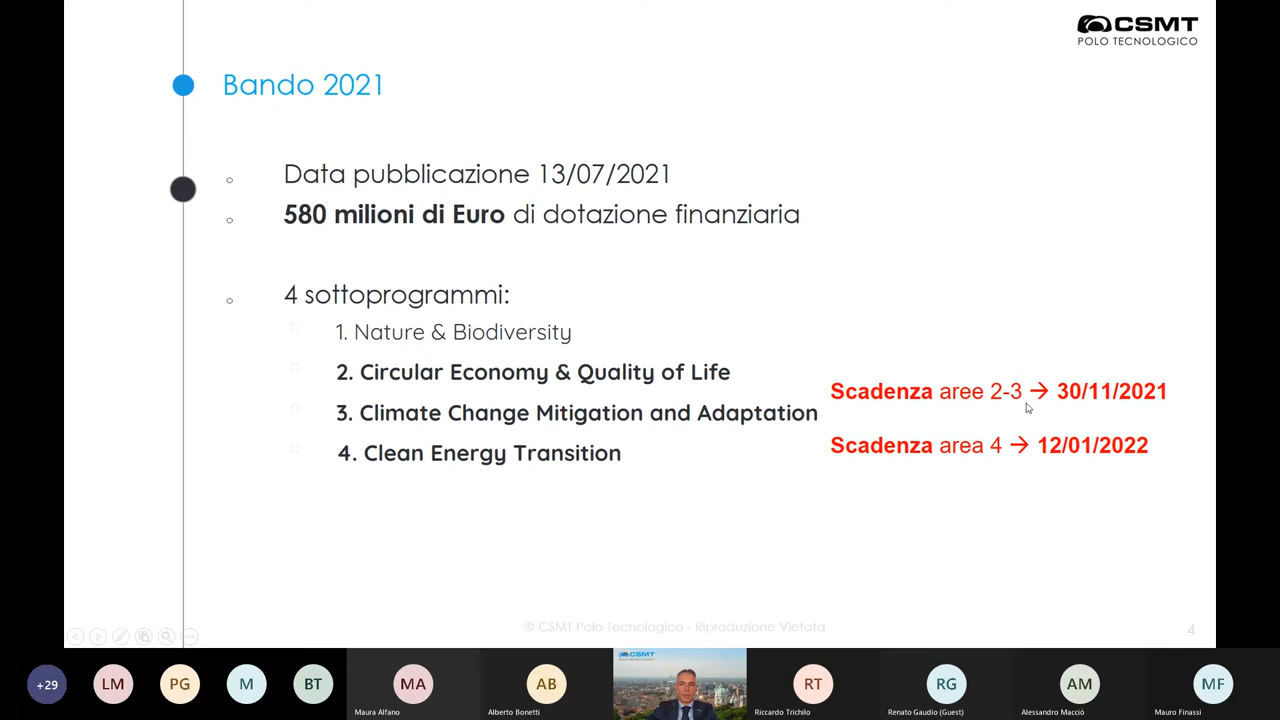 CSMT
POLO TECNOLOGICO
Bando 2021
Data pubblicazione 13/07/2021
580 milioni di Euro di dotazione finanziaria
4 sottoprogrammi:
1. Nature & Biodiversity
2. Circular Economy & Quality of Life
3. Climate Change Mitigation and Adaptation
4. Clean Energy Transition
Scadenza aree 2-3 → 30/11/2021
Scadenza area 4 → 12/01/2022
© CSMT Polo Tecnologico - Riproduzione Vietata
4
+29
LM
PG
M
BT
MA
Maura Alfano
AB
Alberto Bonetti
CSMT
POLO TECNOLOGICO
RT
Riccardo Trichilo
RG
Renato Gaudio (Guest)
AM
Alessandro Macció
MF
Mauro Finassi